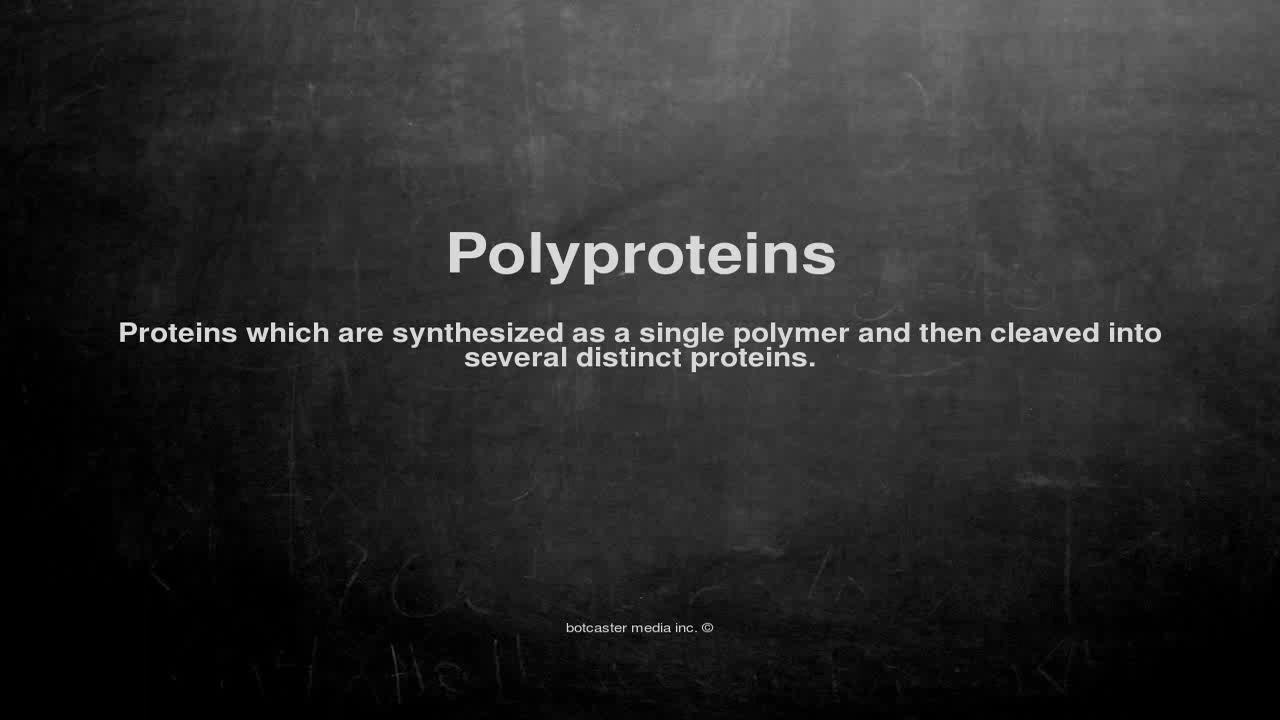 Polyproteins
Proteins which are synthesized as a single polymer and then cleaved into
several distinct proteins.
botcaster media inc. ©